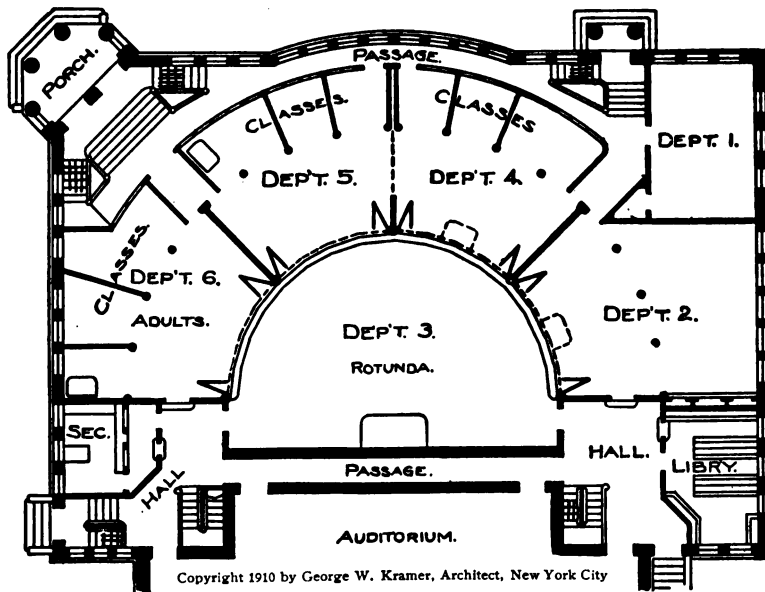 PASSAGE.
PORCH.
CLASSES.
CLASSES
DEPT. 1.
DEP'T. 5.
DEP'T. 4.
CLASSES.
DEP'T. 6.
ADULTS.
DEP'T. 2.
DEP'T. 3.
ROTUNDA.
SEC.
HALL
HALL.
LIBRY.
PASSAGE.
AUDITORIUM.
Copyright 1910 by George W. Kramer, Architect, New York City